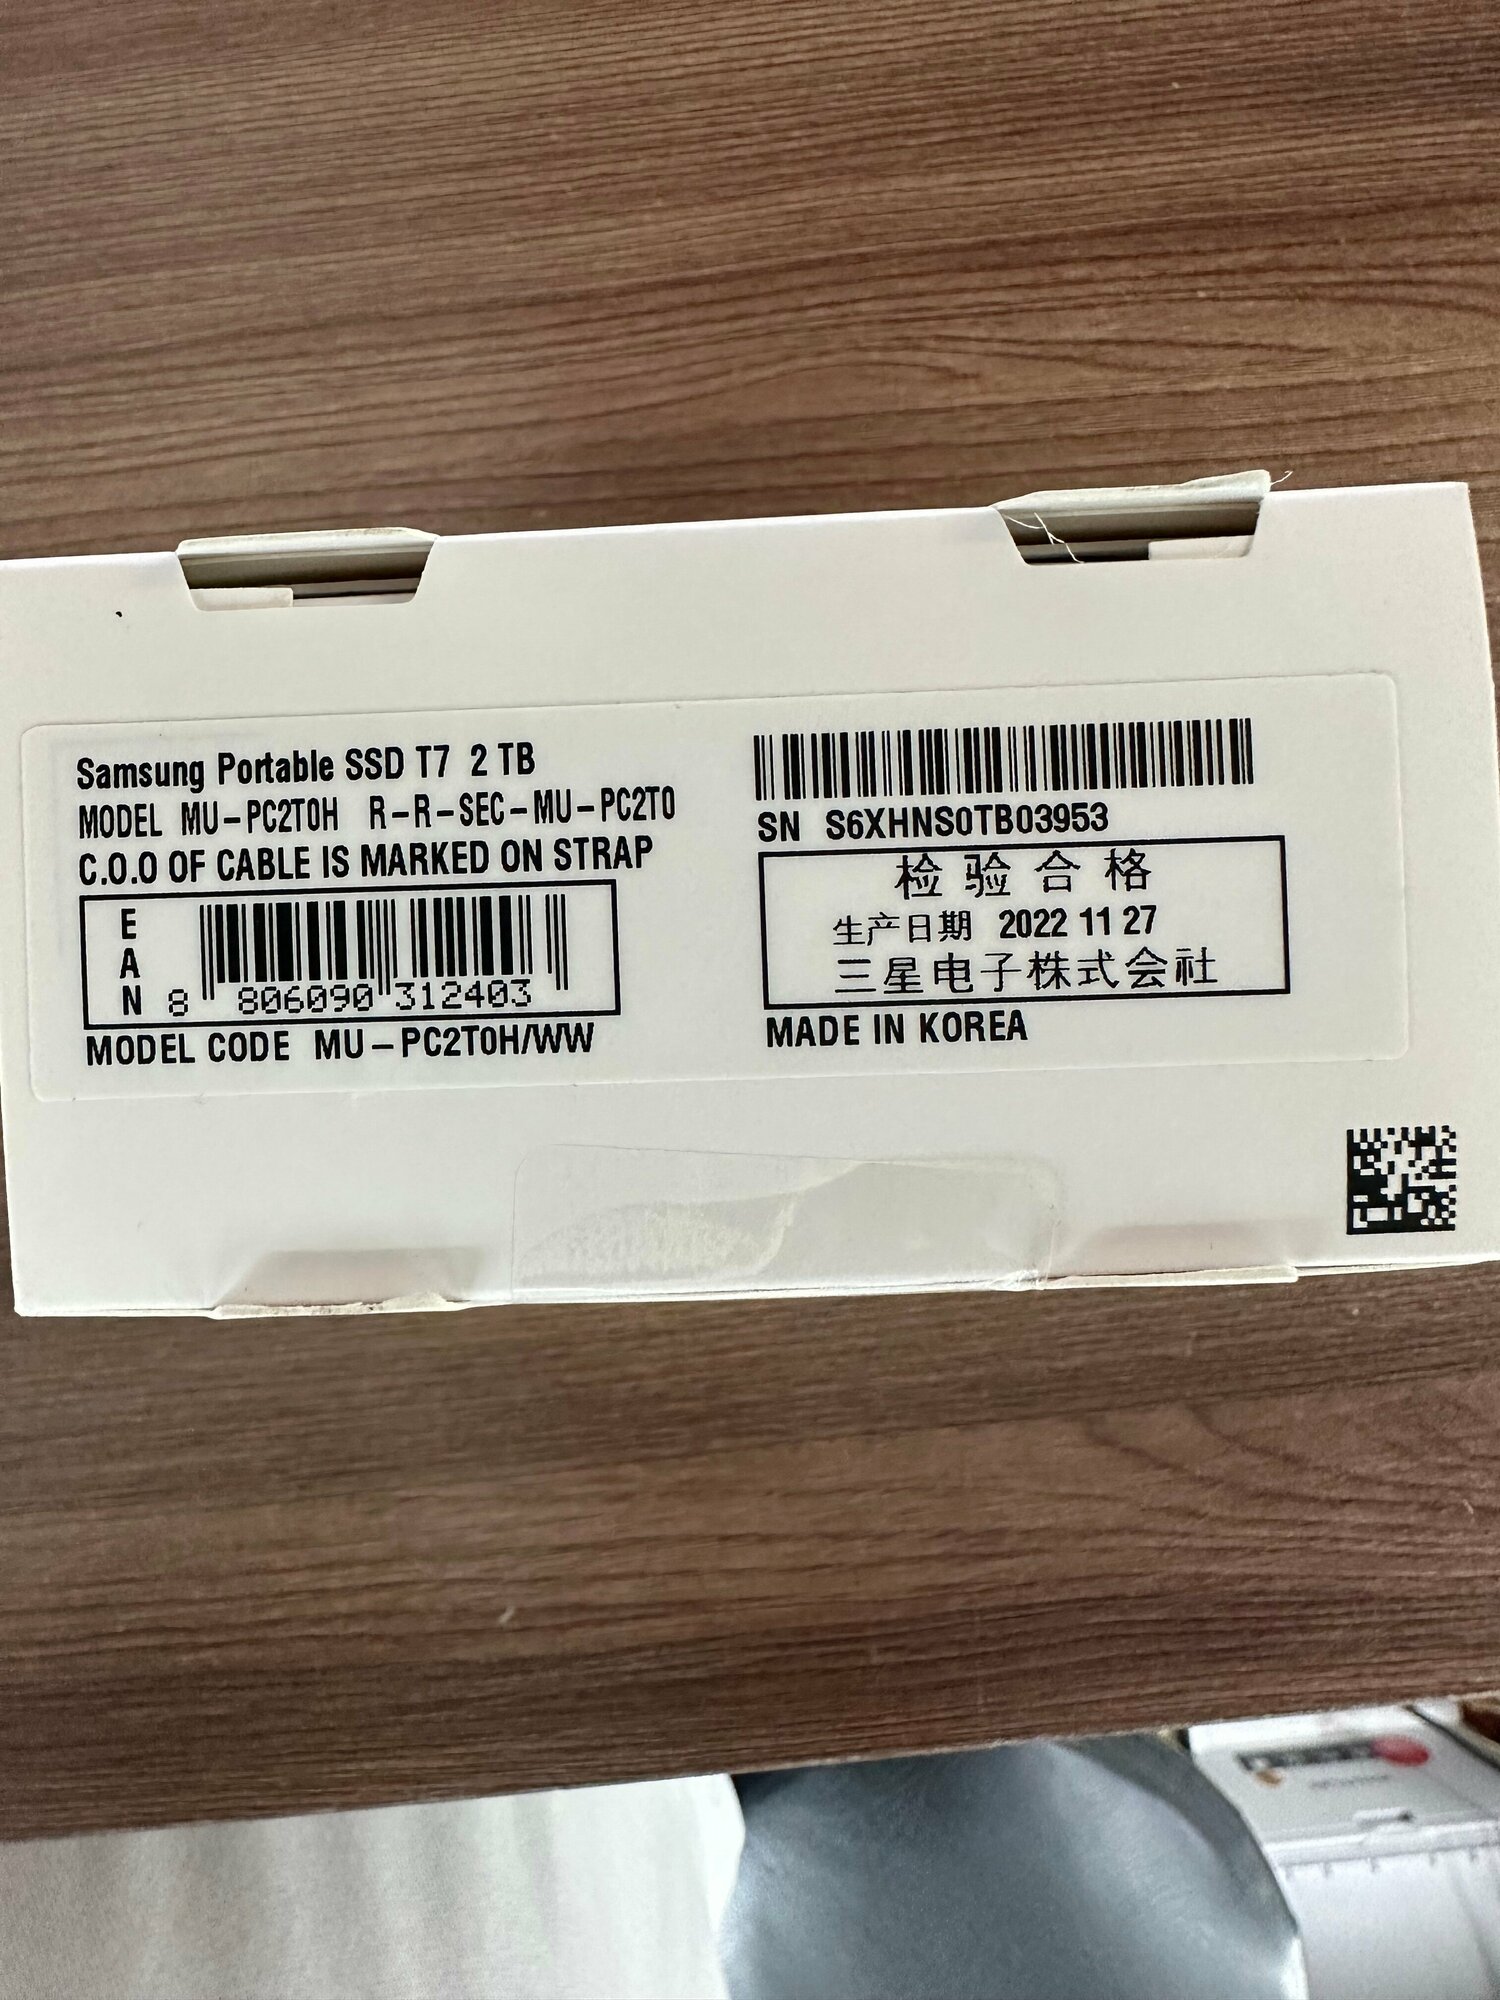 Samsung Portable SSD T7 2 TB
MODEL MU-PC2T0H R-R-SEC-MU-PC2T0
C.O.O OF CABLE IS MARKED ON STRAP
EAN
8 806090 312403
MODEL CODE MU-PC2T0H/WW
SN S6XHNS0TB03953
检验合格
生产日期 2022 11 27
三星电子株式会社
MADE IN KOREA